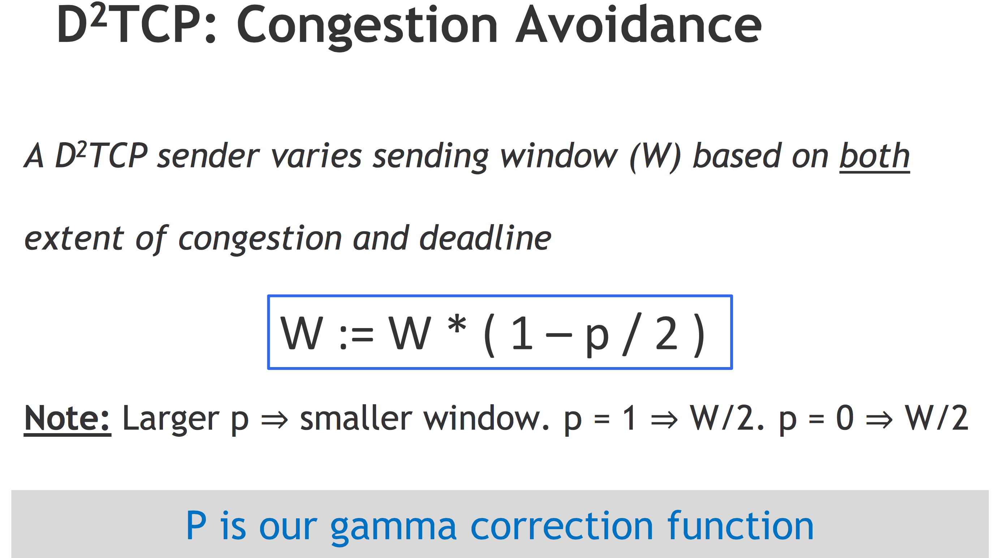 D²TCP: Congestion Avoidance
A D²TCP sender varies sending window (W) based on both
extent of congestion and deadline
W := W * ( 1 – p / 2 )
Note: Larger p ⇒ smaller window. p = 1 ⇒ W/2. p = 0 ⇒ W/2
P is our gamma correction function